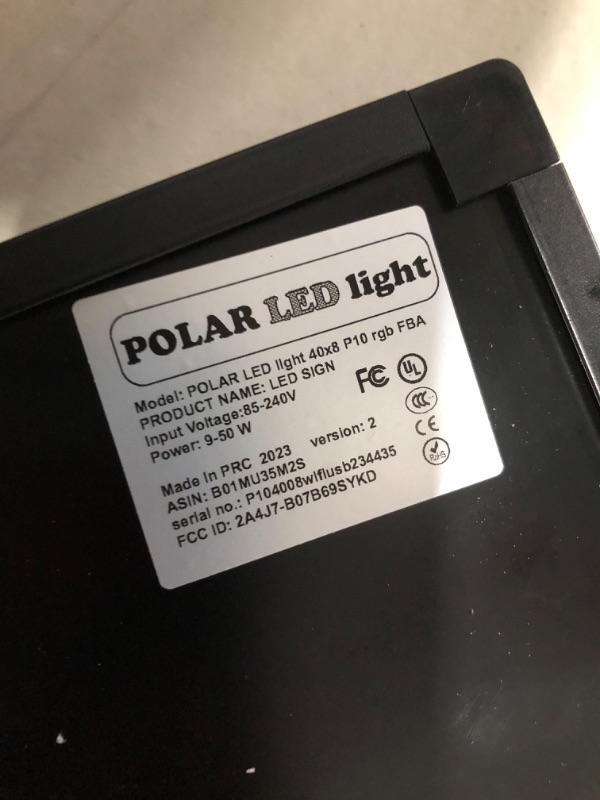 POLAR LED light
Model: POLAR LED light 40x8 P10 rgb FBA
PRODUCT NAME: LED SIGN
Input Voltage:85-240V
Power: 9-50 W
FC UL
CCC
CE
RoHS
Made in PRC 2023 version: 2
ASIN: B01MU35M2S
serial no.: P104008wiflusb234435
FCC ID: 2A4J7-B07B69SYKD